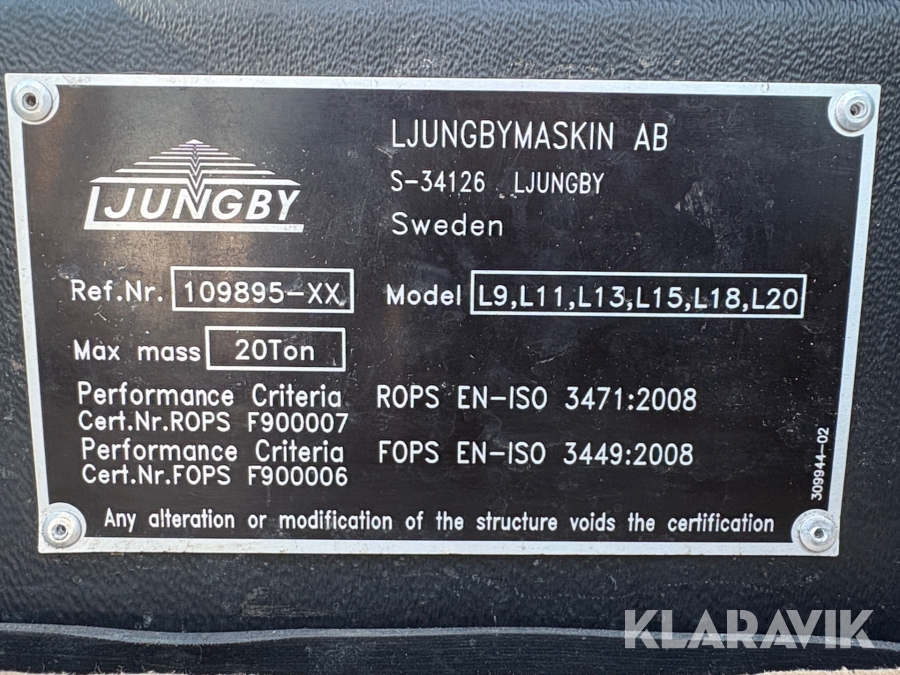 LJUNGBY
LJUNGBYMASKIN AB
S-34126 LJUNGBY
Sweden
Ref.Nr. 109895-XX Model L9,L11,L13,L15,L18,L20
Max mass 20Ton
Performance Criteria ROPS EN-ISO 3471:2008
Cert.Nr.ROPS F900007
Performance Criteria FOPS EN-ISO 3449:2008
Cert.Nr.FOPS F900006
Any alteration or modification of the structure voids the certification
309944-02
KLARAVIK